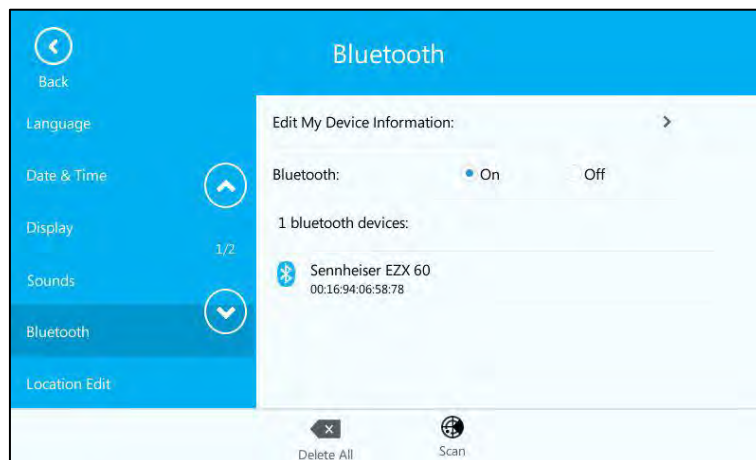 Bluetooth
Back
Language
Date & Time
Display
1/2
Sounds
Bluetooth
Location Edit
Edit My Device Information:
Bluetooth: On Off
1 bluetooth devices:
Sennheiser EZX 60
00:16:94:06:58:78
Delete All
Scan